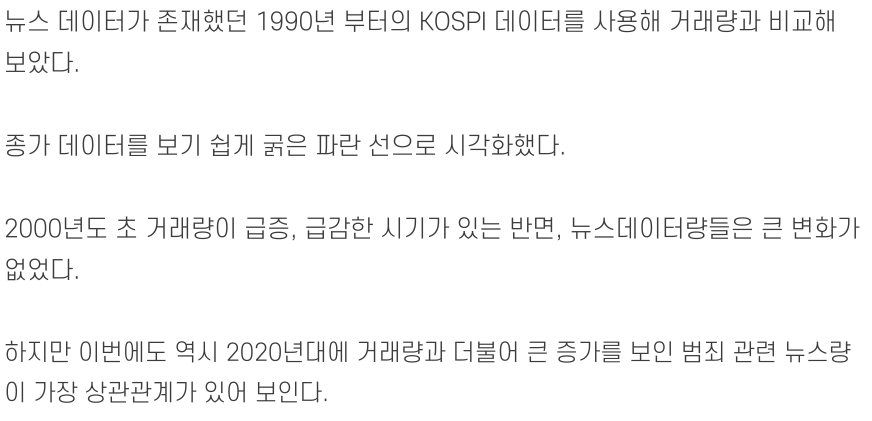 뉴스 데이터가 존재했던 1990년 부터의 KOSPI 데이터를 사용해 거래량과 비교해
보았다.
종가 데이터를 보기 쉽게 굵은 파란 선으로 시각화했다.
2000년도 초 거래량이 급증, 급감한 시기가 있는 반면, 뉴스데이터량들은 큰 변화가
없었다.
하지만 이번에도 역시 2020년대에 거래량과 더불어 큰 증가를 보인 범죄 관련 뉴스량
이 가장 상관관계가 있어 보인다.